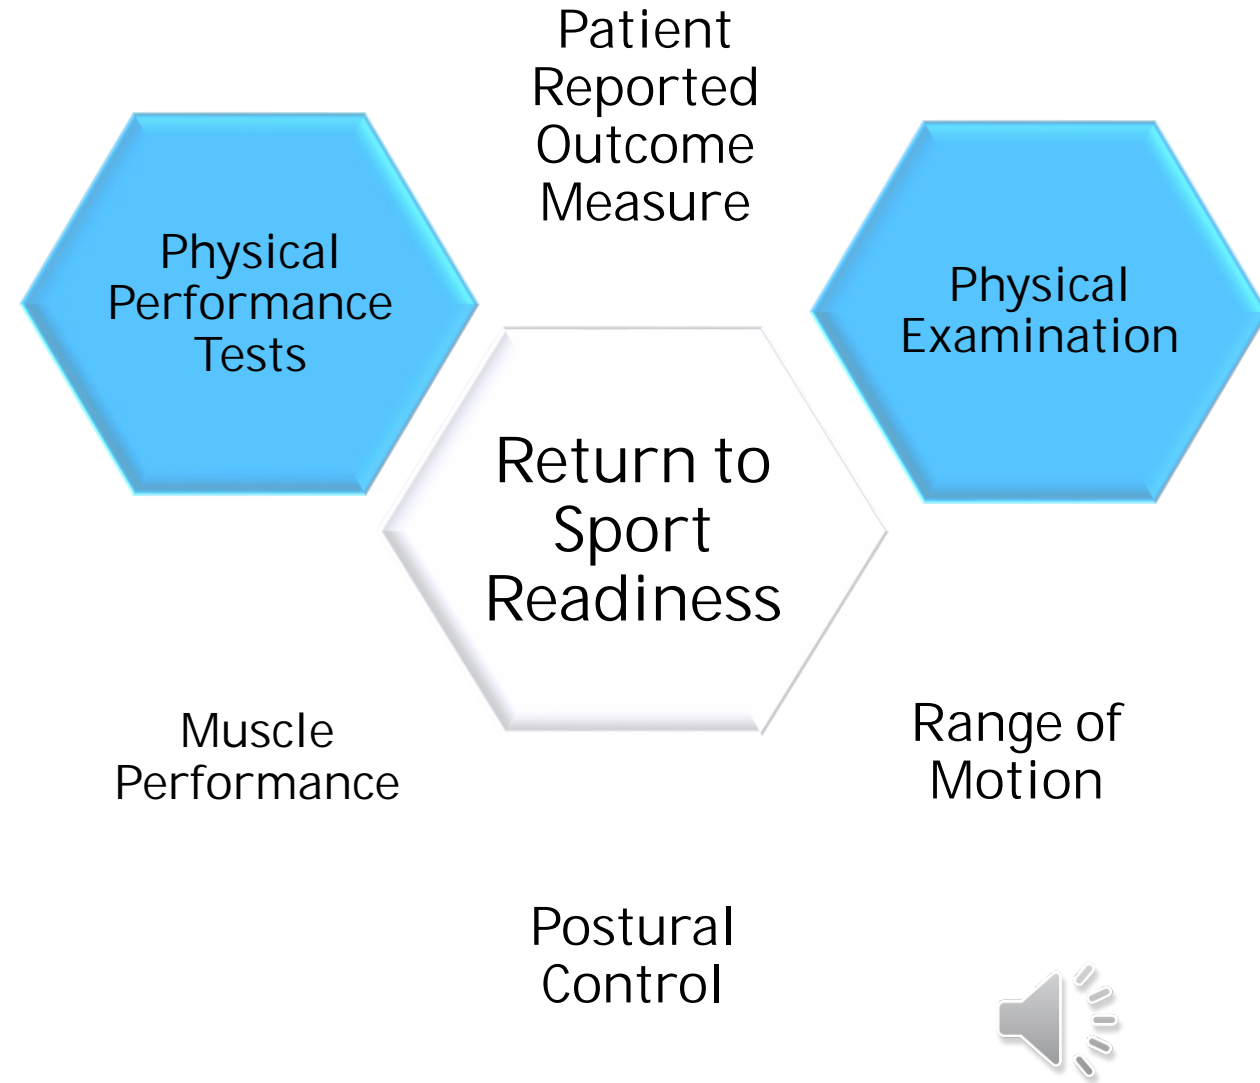 Patient
Reported
Outcome
Measure
Physical
Performance
Tests
Physical
Examination
Return to
Sport
Readiness
Muscle
Performance
Range of
Motion
Postural
Control